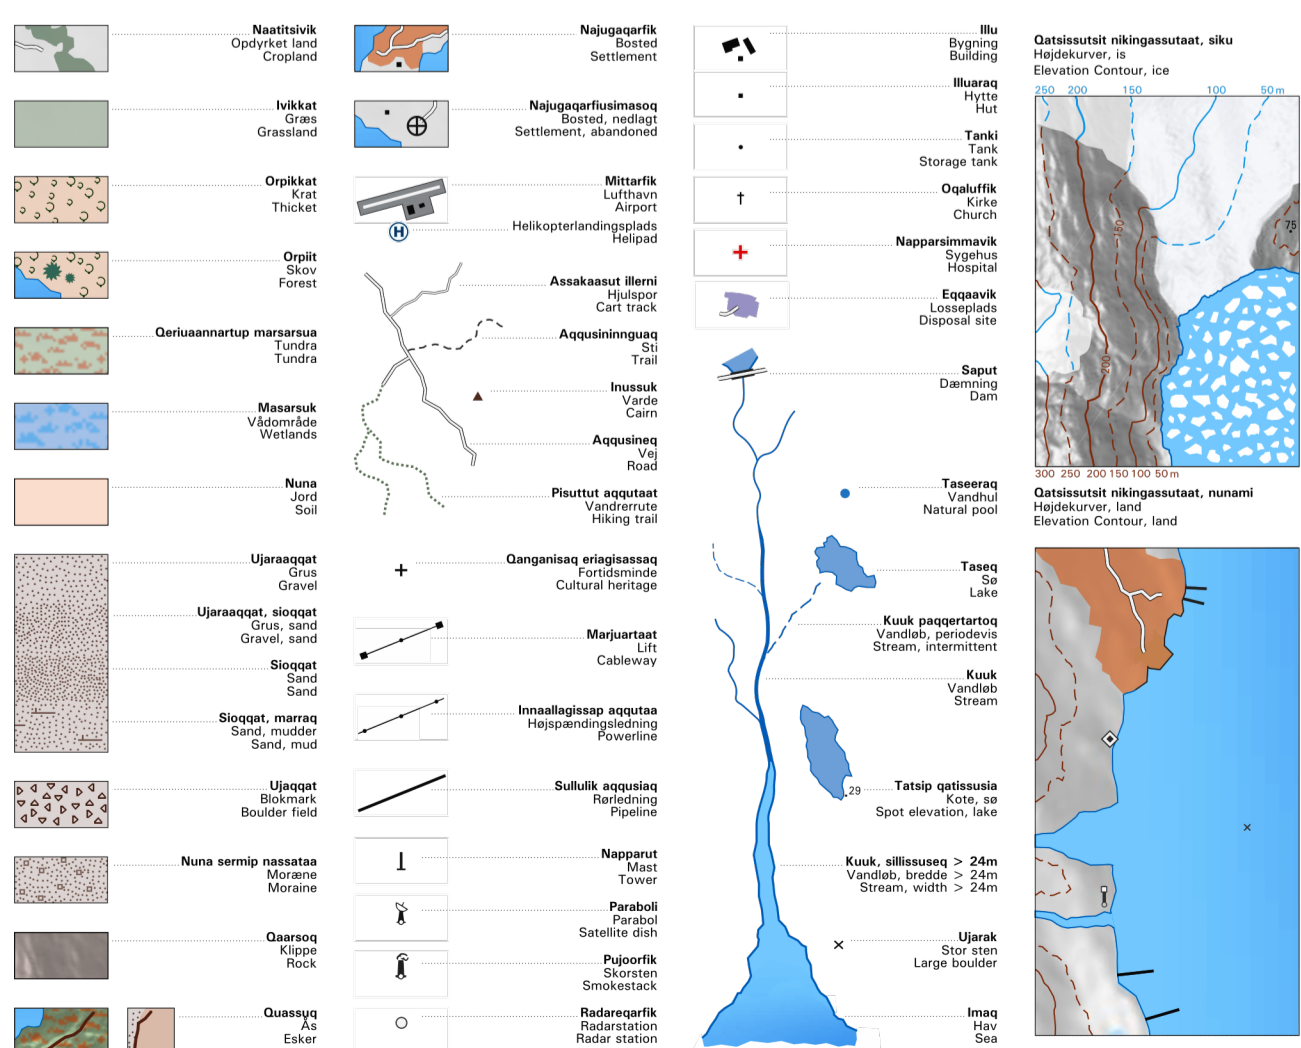 Naatitsivik
Opdyrket land
Cropland
Ivikkat
Græs
Grassland
Orpikkat
Krat
Thicket
Orpiit
Skov
Forest
Qeriuaannartup marsarsua
Tundra
Tundra
Masarsuk
Vådområde
Wetlands
Nuna
Jord
Soil
Ujaraaqqat
Grus
Gravel
Ujaraaqqat, sioqqat
Grus, sand
Gravel, sand
Sioqqat
Sand
Sand
Sioqqat, marraq
Sand, mudder
Sand, mud
Ujaqqat
Blokmark
Boulder field
Nuna sermip nassataa
Moræne
Moraine
Qaarsoq
Klippe
Rock
Quassuq
Ås
Esker
Najugaqarfik
Bosted
Settlement
Najugaqarfiusimasoq
Bosted, nedlagt
Settlement, abandoned
Mittarfik
Lufthavn
Airport
H
Helikopterlandingsplads
Helipad
Assakaasut illerni
Hjulspor
Cart track
Aqqusininnguaq
Sti
Trail
Inussuk
Varde
Cairn
Aqqusineq
Vej
Road
Pisuttut aqqutaat
Vandrerrute
Hiking trail
Qanganisaq eriagisassaq
Fortidsminde
Cultural heritage
Marjuartaat
Lift
Cableway
Innaallagissap aqqutaa
Højspændingsledning
Powerline
Sullulik aqqusiaq
Rørledning
Pipeline
Napparut
Mast
Tower
Paraboli
Parabol
Satellite dish
Pujoorfik
Skorsten
Smokestack
Radareqarfik
Radarstation
Radar station
Illu
Bygning
Building
Illuaraq
Hytte
Hut
Tanki
Tank
Storage tank
Oqaluffik
Kirke
Church
Napparsimmavik
Sygehus
Hospital
Eqqaavik
Losseplads
Disposal site
Saput
Dæmning
Dam
Taseeraq
Vandhul
Natural pool
Taseq
Sø
Lake
Kuuk paqqertartoq
Vandløb, periodevis
Stream, intermittent
Kuuk
Vandløb
Stream
.29
Tatsip qatissusia
Kote, sø
Spot elevation, lake
Kuuk, sillissuseq > 24m
Vandløb, bredde > 24m
Stream, width > 24m
Ujarak
Stor sten
Large boulder
Imaq
Hav
Sea
Qatsissutsit nikingassutaat, siku
Højdekurver, is
Elevation Contour, ice
250 200 150 100 50 m
150
75
200
300 250 200 150 100 50 m
Qatsissutsit nikingassutaat, nunami
Højdekurver, land
Elevation Contour, land